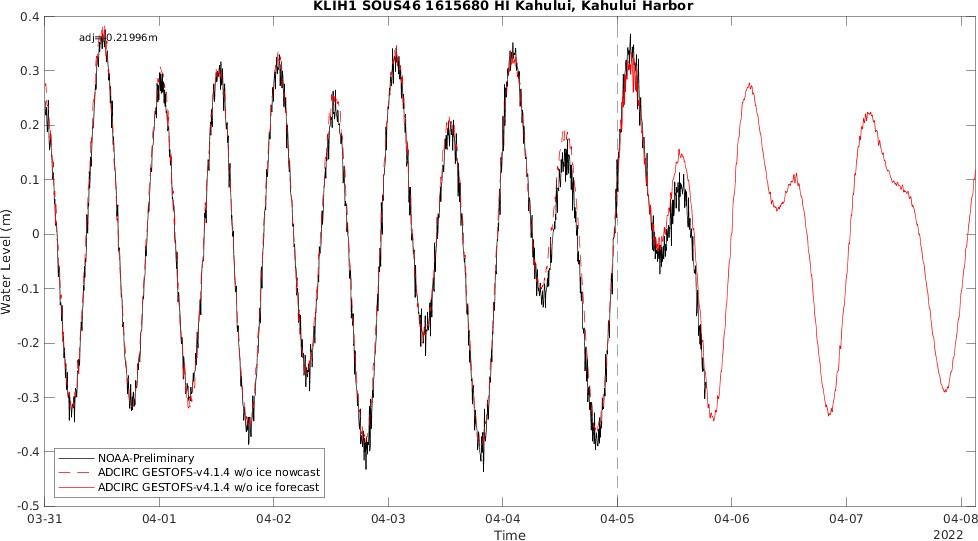 KLIH1 SOUS46 1615680 HI Kahului, Kahului Harbor
0.4
adj=-0.21996m
0.3
0.2
0.1
0
-0.1
-0.2
-0.3
-0.4
-0.5
Water Level (m)
NOAA-Preliminary
ADCIRC GESTOFS-v4.1.4 w/o ice nowcast
ADCIRC GESTOFS-v4.1.4 w/o ice forecast
03-31 04-01 04-02 04-03 04-04 04-05 04-06 04-07 04-08
Time 2022